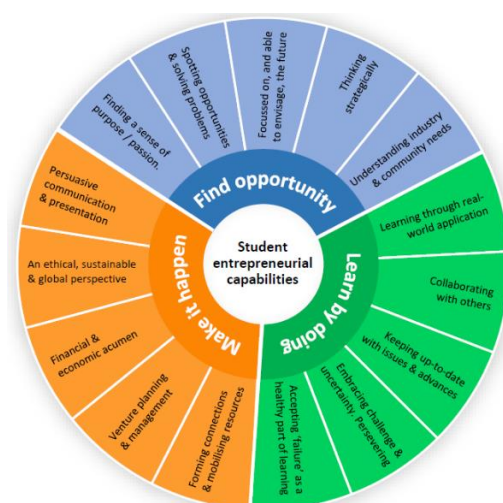 Student
entrepreneurial
capabilities
Find opportunity
Finding a sense of
purpose / passion.
Spotting opportunities
& solving problems
Focussed on, and able
to envisage, the future
Thinking
strategically
Understanding industry
& community needs
Learn by doing
Learning through real-
world application
Collaborating
with others
Keeping up-to-date
with issues & advances
Embracing challenge &
uncertainty. Persevering
Accepting 'failure' as a
healthy part of learning
Make it happen
Forming connections
& mobilising resources
Venture planning
& management
Financial &
economic acumen
An ethical, sustainable
& global perspective
Persuasive
communication
& presentation